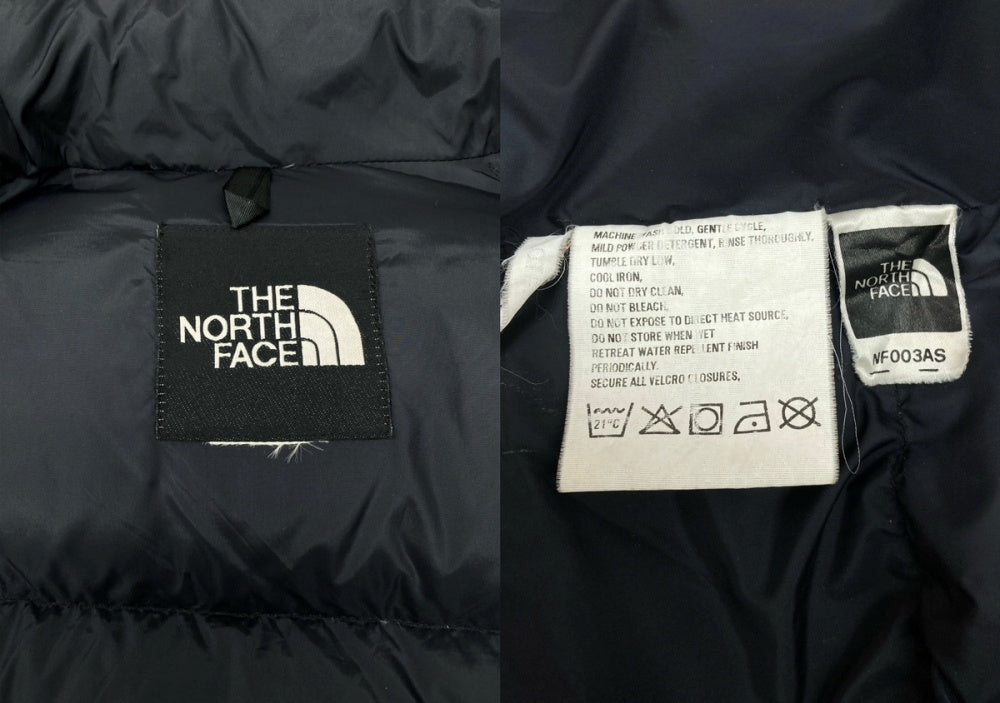 THE
NORTH
FACE
MACHINE WASH COLD, GENTLE CYCLE,
MILD POWDER DETERGENT, RINSE THOROUGHLY,
TUMBLE DRY LOW,
COOL IRON,
DO NOT DRY CLEAN,
DO NOT BLEACH,
DO NOT EXPOSE TO DIRECT HEAT SOURCE,
DO NOT STORE WHEN WET
RETREAT WATER REPELLENT FINISH
PERIODICALLY.
SECURE ALL VELCRO CLOSURES,
21°C
THE
NORTH
FACE
NF003AS